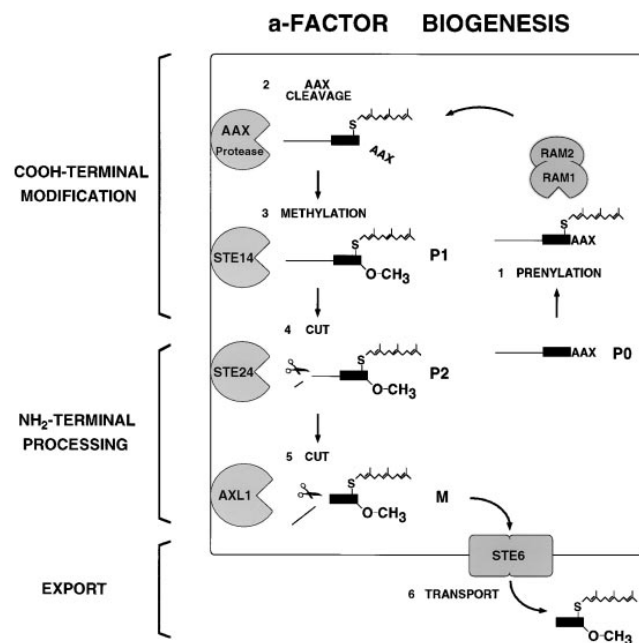 a-FACTOR BIOGENESIS
COOH-TERMINAL
MODIFICATION
NH2-TERMINAL
PROCESSING
EXPORT
2 AAX
CLEAVAGE
AAX
Protease
S
AAX
RAM2
RAM1
S
AAX
1 PRENYLATION
AAX P0
3 METHYLATION
STE14
S
O-CH3
P1
4 CUT
STE24
S
O-CH3
P2
5 CUT
AXL1
S
O-CH3
M
STE6
6 TRANSPORT
S
O-CH3